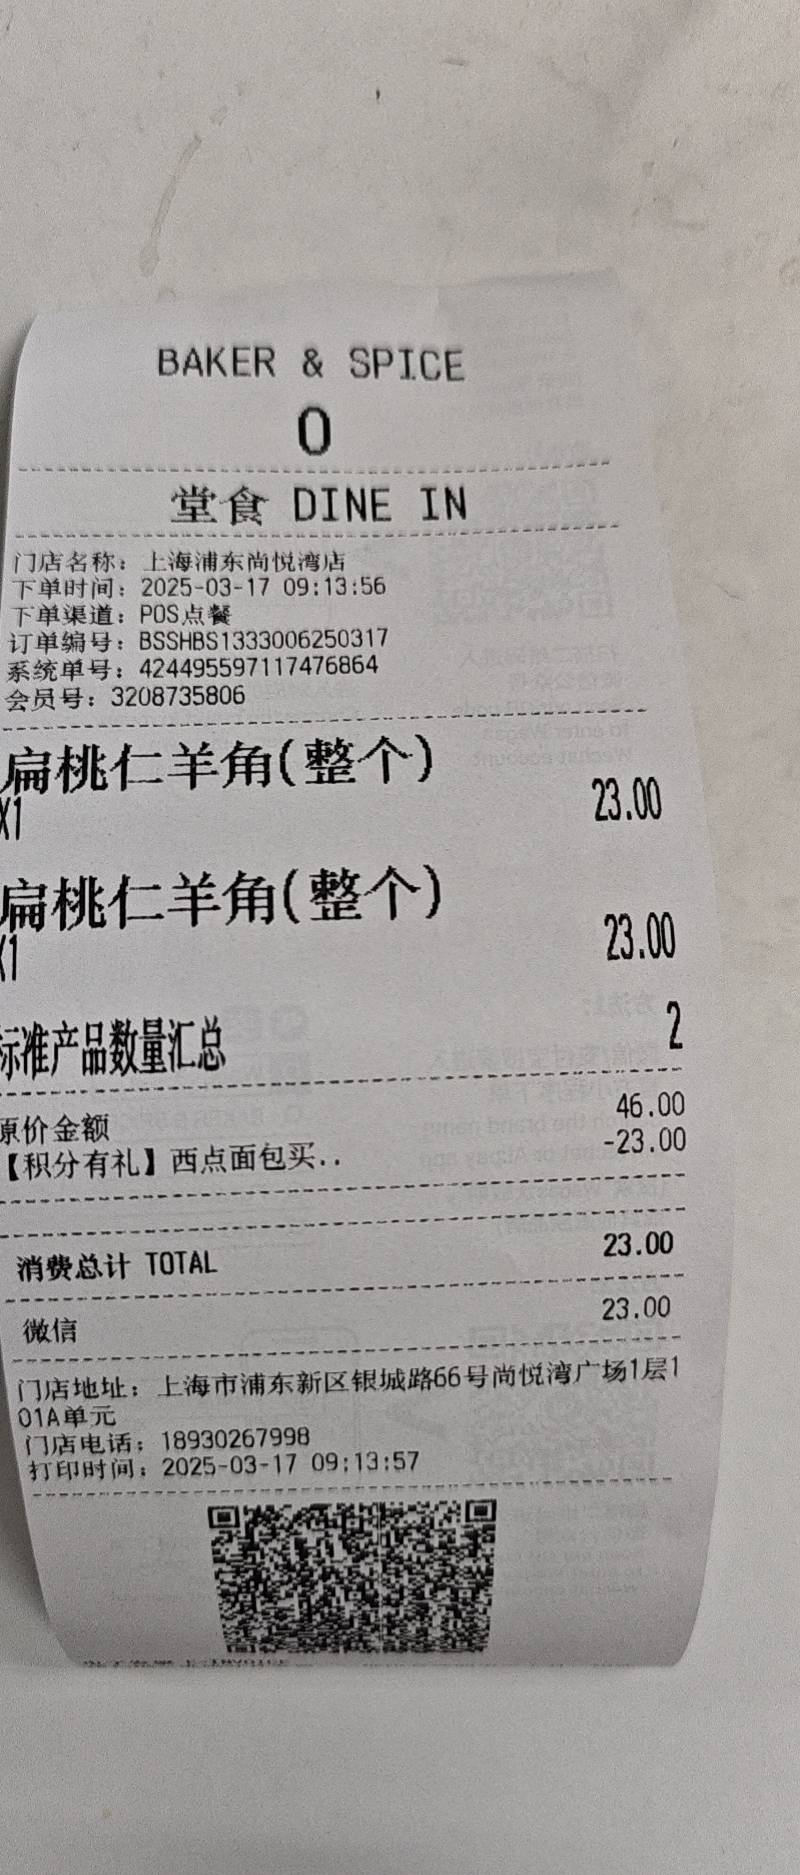 BAKER & SPICE
0
堂食 DINE IN
门店名称：上海浦东尚悦湾店
下单时间：2025-03-17 09:13:56
下单渠道：POS点餐
订单编号：BSSHBS1333006250317
系统单号：4244955971174768​64
会员号：3208735806
扁桃仁羊角(整个)
X1 23.00
扁桃仁羊角(整个)
X1 23.00
标准产品数量汇总 2
原价金额 46.00
【积分有礼】西点面包买.. -23.00
消费总计 TOTAL 23.00
微信 23.00
门店地址：上海市浦东新区银城路66号尚悦湾广场1层1
01A单元
门店电话：18930267998
打印时间：2025-03-17 09:13:57